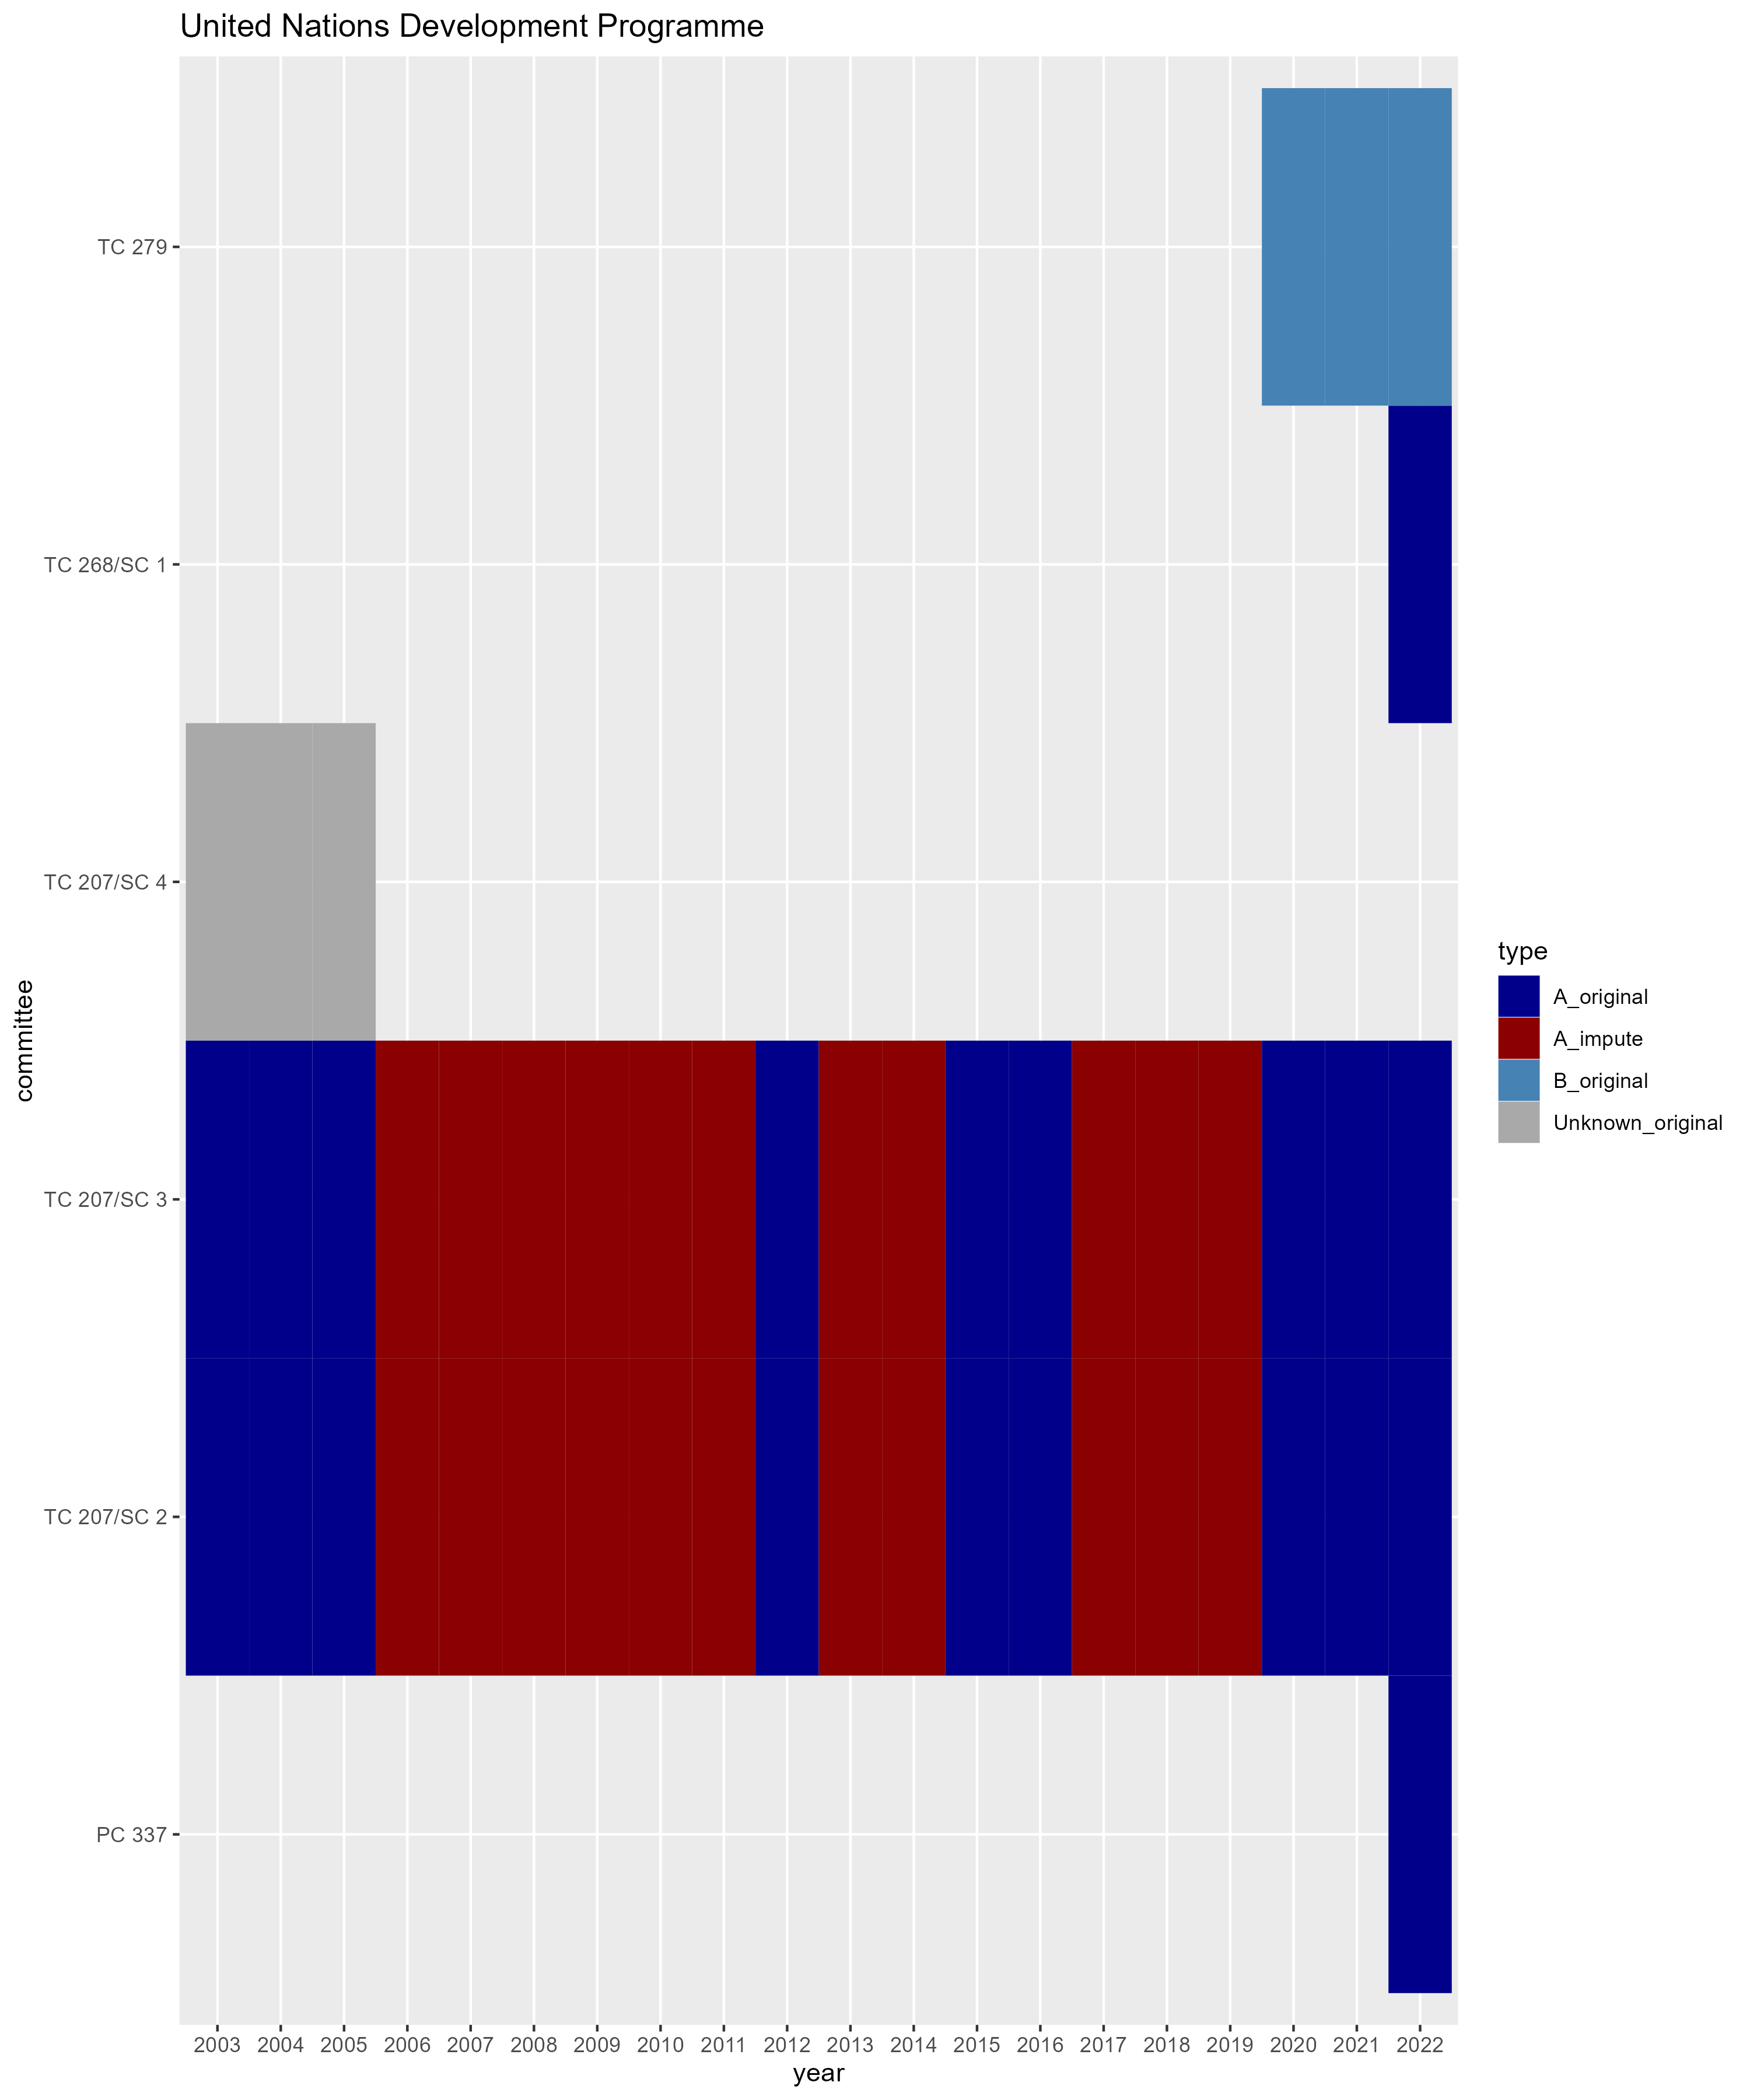 United Nations Development Programme
committee
TC 279
TC 268/SC 1
TC 207/SC 4
TC 207/SC 3
TC 207/SC 2
PC 337
2003 2004 2005 2006 2007 2008 2009 2010 2011 2012 2013 2014 2015 2016 2017 2018 2019 2020 2021 2022
year
type
A_original
A_impute
B_original
Unknown_original